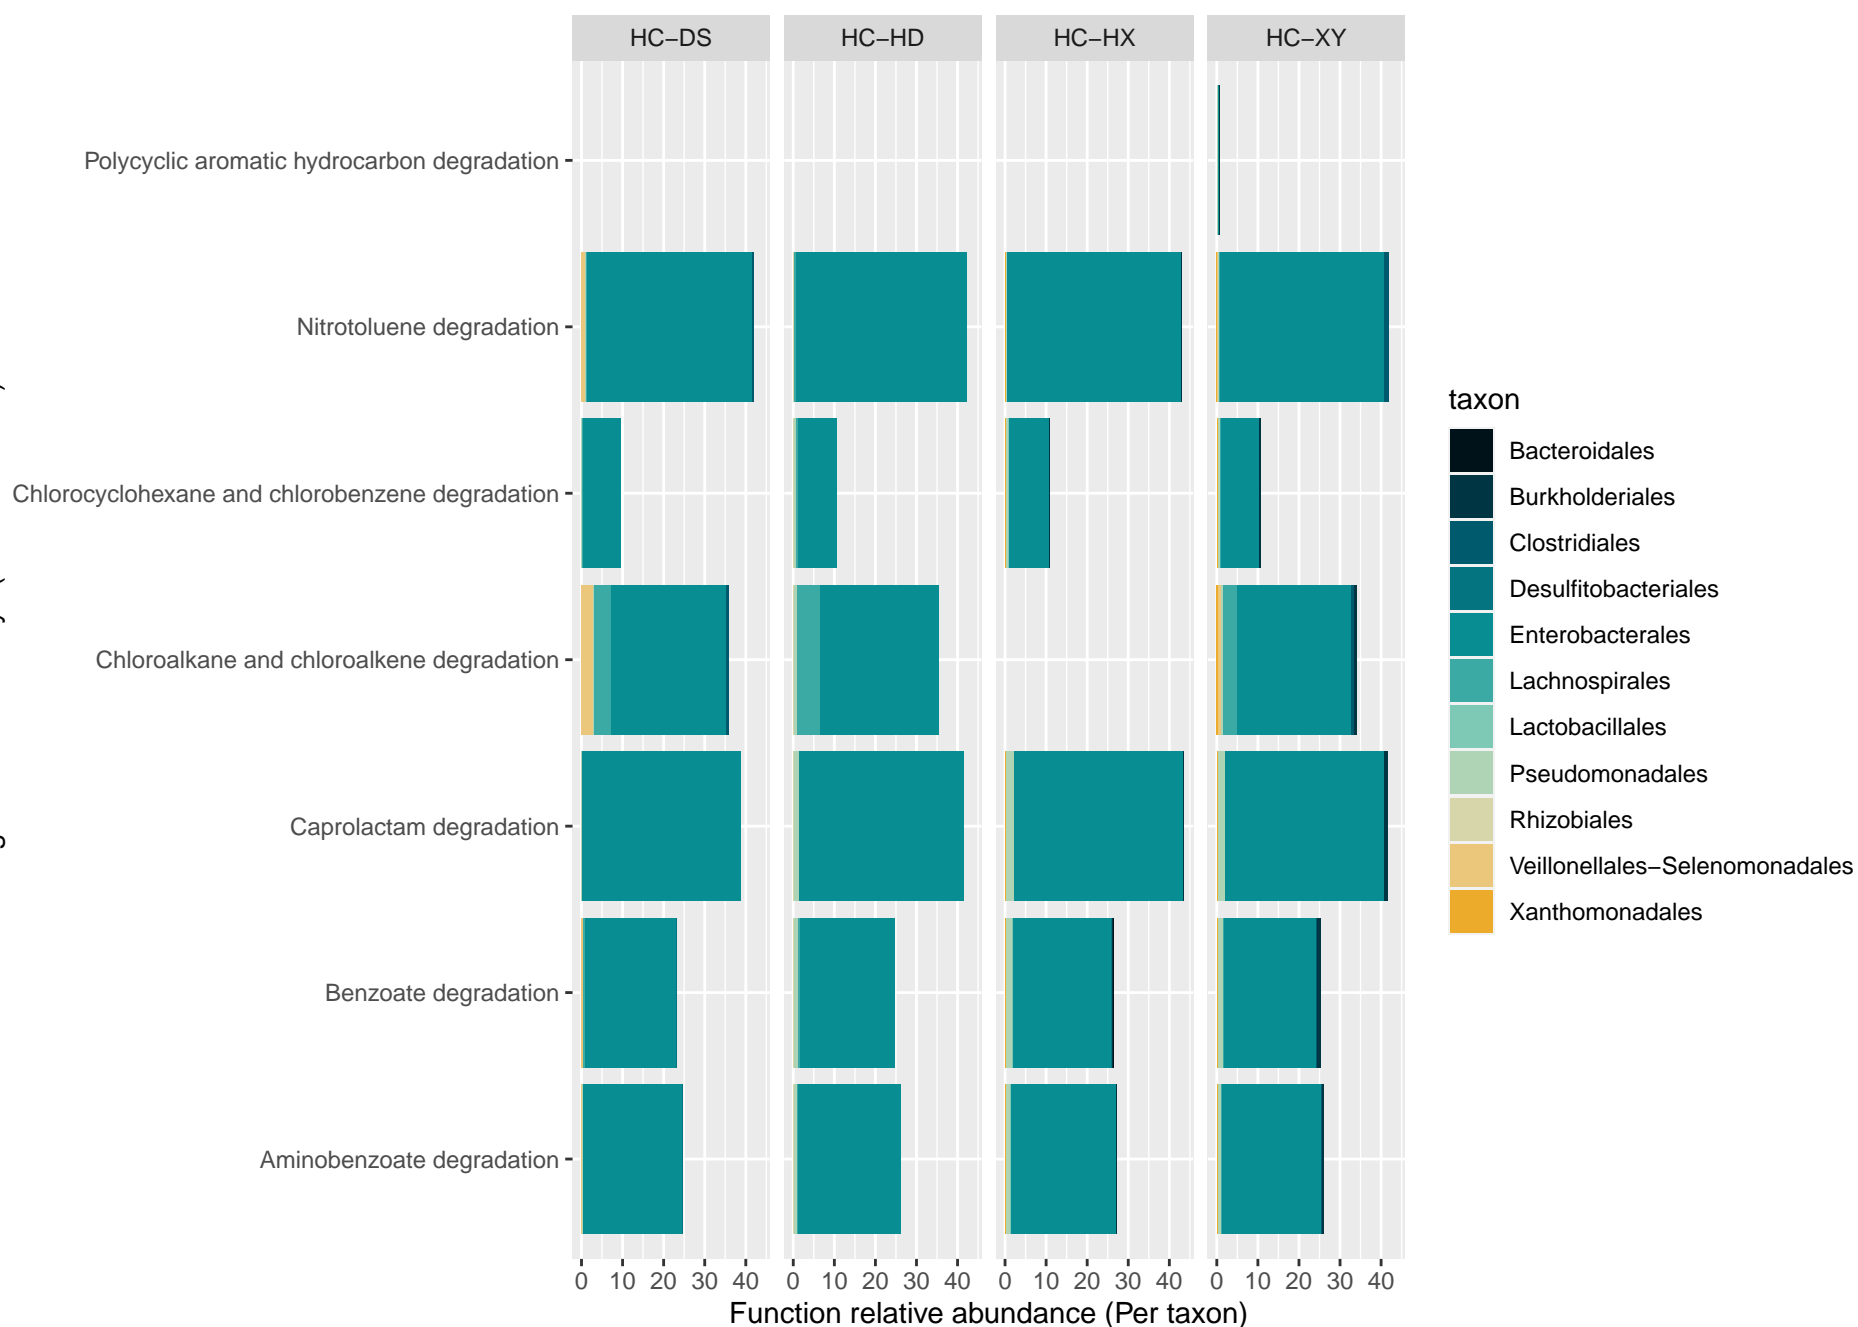 HC−DS HC−HD HC−HX HC−XY
Polycyclic aromatic hydrocarbon degradation
Nitrotoluene degradation
Chlorocyclohexane and chlorobenzene degradation
Chloroalkane and chloroalkene degradation
Caprolactam degradation
Benzoate degradation
Aminobenzoate degradation
0 10 20 30 40 0 10 20 30 40 0 10 20 30 40 0 10 20 30 40
Function relative abundance (Per taxon)
taxon
Bacteroidales
Burkholderiales
Clostridiales
Desulfitobacteriales
Enterobacterales
Lachnospirales
Lactobacillales
Pseudomonadales
Rhizobiales
Veillonellales−Selenomonadales
Xanthomonadales